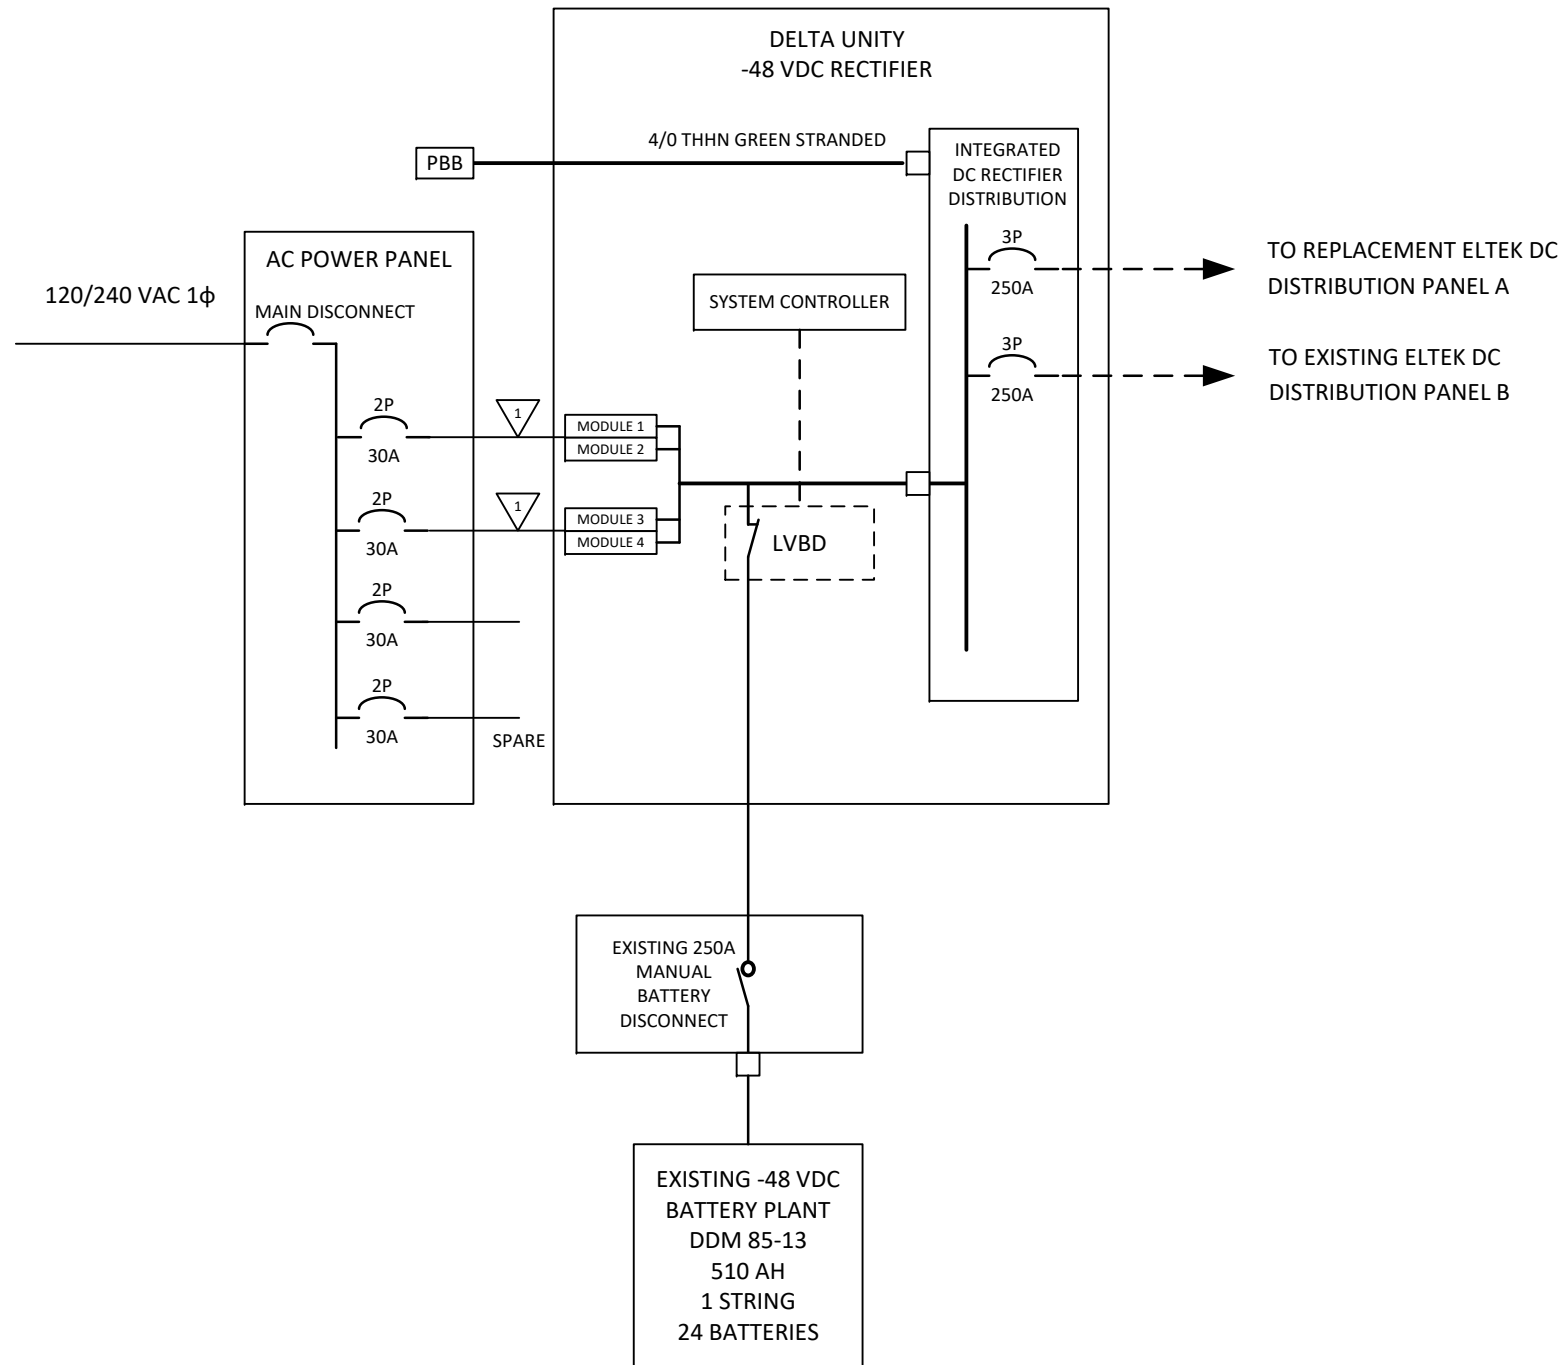 DELTA UNITY
-48 VDC RECTIFIER
4/0 THHN GREEN STRANDED
PBB
INTEGRATED
DC RECTIFIER
DISTRIBUTION
3P
250A
TO REPLACEMENT ELTEK DC
DISTRIBUTION PANEL A
3P
250A
TO EXISTING ELTEK DC
DISTRIBUTION PANEL B
120/240 VAC 1ϕ
AC POWER PANEL
MAIN DISCONNECT
2P
30A
1
MODULE 1
MODULE 2
2P
30A
1
MODULE 3
MODULE 4
2P
30A
2P
30A
SPARE
SYSTEM CONTROLLER
LVBD
EXISTING 250A
MANUAL
BATTERY
DISCONNECT
EXISTING -48 VDC
BATTERY PLANT
DDM 85-13
510 AH
1 STRING
24 BATTERIES